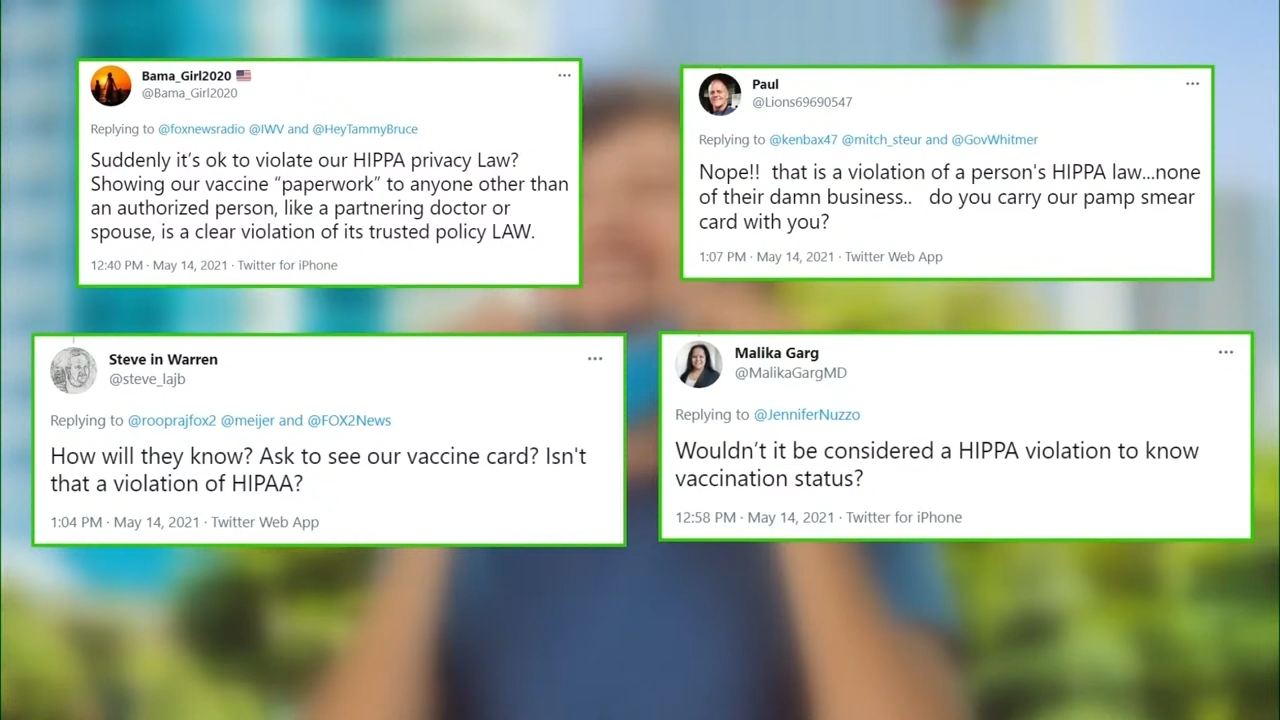 Bama_Girl2020 🇺🇸
@Bama_Girl2020
Replying to @foxnewsradio @IWV and @HeyTammyBruce
Suddenly it's ok to violate our HIPPA privacy Law?
Showing our vaccine “paperwork” to anyone other than
an authorized person, like a partnering doctor or
spouse, is a clear violation of its trusted policy LAW.
12:40 PM · May 14, 2021 · Twitter for iPhone
Paul
@Lions69690547
Replying to @kenbax47 @mitch_steur and @GovWhitmer
Nope!!  that is a violation of a person's HIPPA law...none
of their damn business..   do you carry our pamp smear
card with you?
1:07 PM · May 14, 2021 · Twitter Web App
Steve in Warren
@steve_lajb
Replying to @rooprajfox2 @meijer and @FOX2News
How will they know? Ask to see our vaccine card? Isn't
that a violation of HIPAA?
1:04 PM · May 14, 2021 · Twitter Web App
Malika Garg
@MalikaGargMD
Replying to @JenniferNuzzo
Wouldn't it be considered a HIPPA violation to know
vaccination status?
12:58 PM · May 14, 2021 · Twitter for iPhone